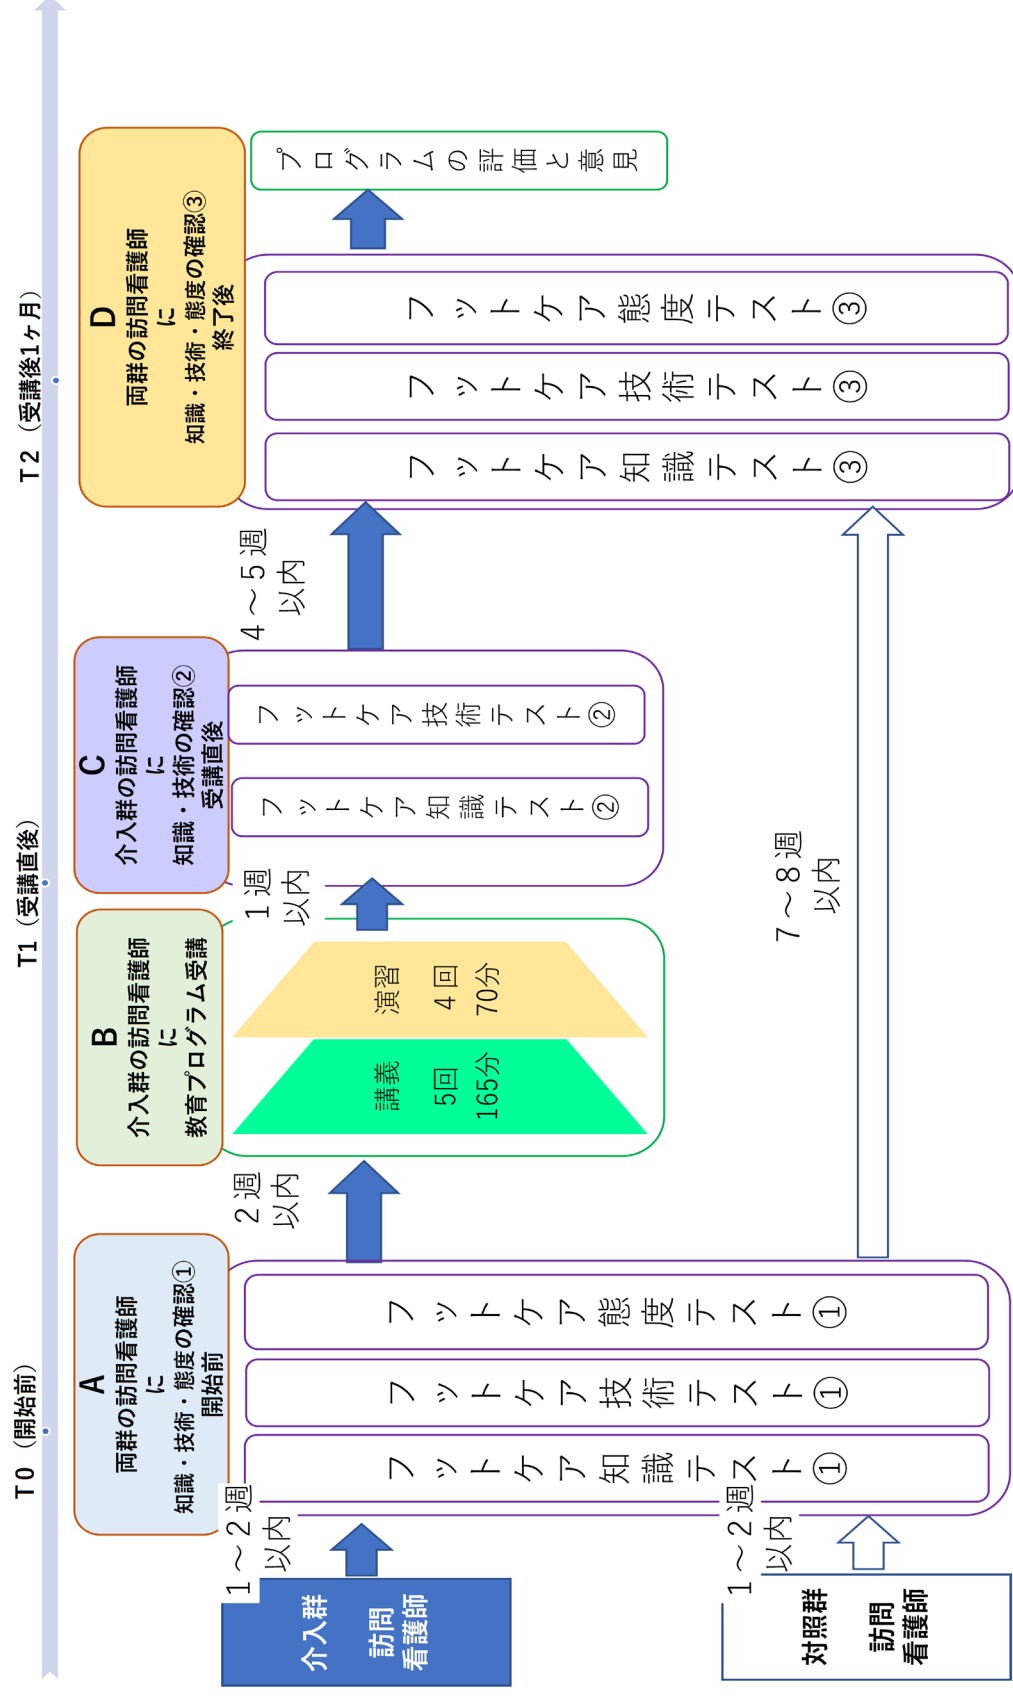 T0（開始前）
T1（受講直後）
T2（受講後1ヶ月）
介入群
訪問
看護師
1～2週
以内
対照群
訪問
看護師
1～2週
以内
A
両群の訪問看護師
に
知識・技術・態度の確認①
開始前
フットケア知識テスト①
フットケア技術テスト①
フットケア態度テスト①
2週
以内
B
介入群の訪問看護師
に
教育プログラム受講
講義
5回
165分
演習
4回
70分
1週
以内
C
介入群の訪問看護師
に
知識・技術の確認②
受講直後
フットケア知識テスト②
フットケア技術テスト②
4～5週
以内
7～8週
以内
D
両群の訪問看護師
に
知識・技術・態度の確認③
終了後
フットケア知識テスト③
フットケア技術テスト③
フットケア態度テスト③
プログラムの評価と意見